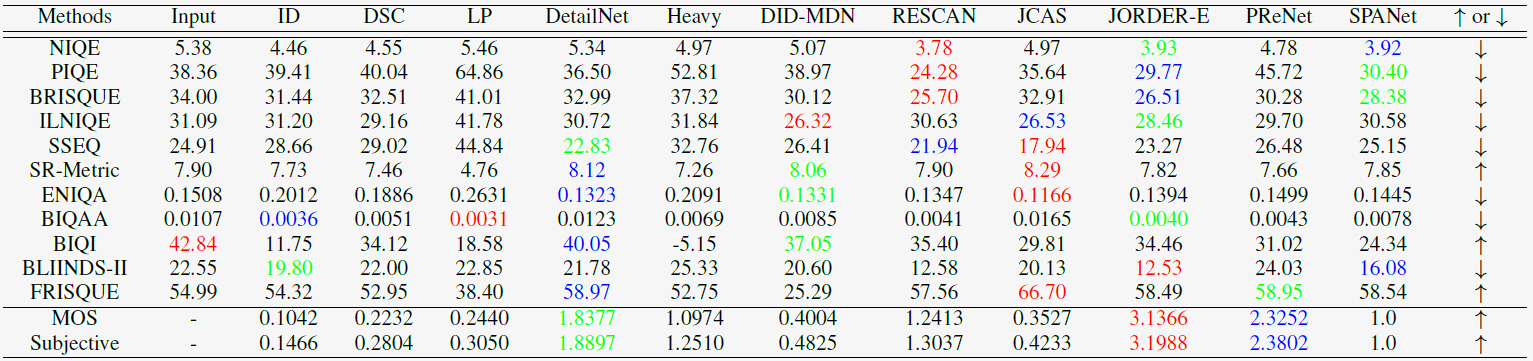 Methods Input ID DSC LP DetailNet Heavy DID-MDN RESCAN JCAS JORDER-E PReNet SPANet ↑ or ↓
NIQE 5.38 4.46 4.55 5.46 5.34 4.97 5.07 3.78 4.97 3.93 4.78 3.92 ↓
PIQE 38.36 39.41 40.04 64.86 36.50 52.81 38.97 24.28 35.64 29.77 45.72 30.40 ↓
BRISQUE 34.00 31.44 32.51 41.01 32.99 37.32 30.12 25.70 32.91 26.51 30.28 28.38 ↓
ILNIQE 31.09 31.20 29.16 41.78 30.72 31.84 26.32 30.63 26.53 28.46 29.70 30.58 ↓
SSEQ 24.91 28.66 29.02 44.84 22.83 32.76 26.41 21.94 17.94 23.27 26.48 25.15 ↓
SR-Metric 7.90 7.73 7.46 4.76 8.12 7.26 8.06 7.90 8.29 7.82 7.66 7.85 ↑
ENIQA 0.1508 0.2012 0.1886 0.2631 0.1323 0.2091 0.1331 0.1347 0.1166 0.1394 0.1499 0.1445 ↓
BIQAA 0.0107 0.0036 0.0051 0.0031 0.0123 0.0069 0.0085 0.0041 0.0165 0.0040 0.0043 0.0078 ↓
BIQI 42.84 11.75 34.12 18.58 40.05 -5.15 37.05 35.40 29.81 34.46 31.02 24.34 ↑
BLIINDS-II 22.55 19.80 22.00 22.85 21.78 25.33 20.60 12.58 20.13 12.53 24.03 16.08 ↓
FRISQUE 54.99 54.32 52.95 38.40 58.97 52.75 25.29 57.56 66.70 58.49 58.95 58.54 ↑
MOS - 0.1042 0.2232 0.2440 1.8377 1.0974 0.4004 1.2413 0.3527 3.1366 2.3252 1.0 ↑
Subjective - 0.1466 0.2804 0.3050 1.8897 1.2510 0.4825 1.3037 0.4233 3.1988 2.3802 1.0 ↑